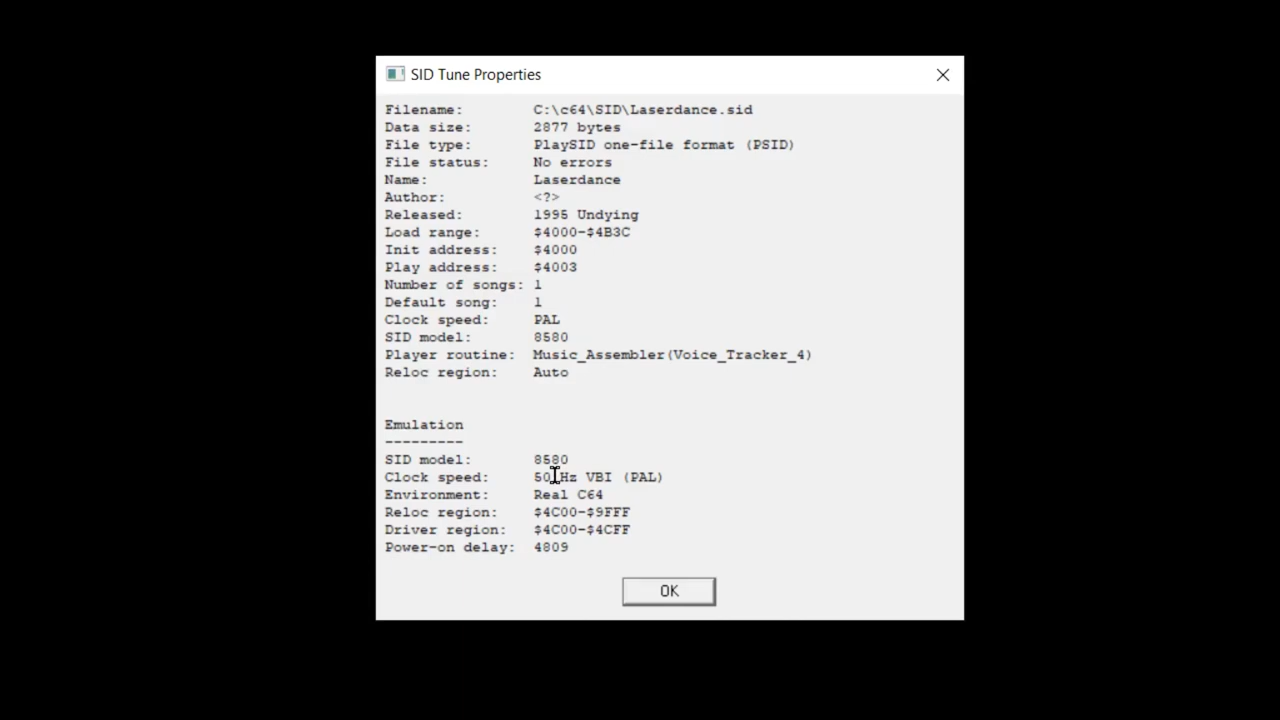 SID Tune Properties
Filename: C:\c64\SID\Laserdance.sid
Data size: 2877 bytes
File type: PlaySID one-file format (PSID)
File status: No errors
Name: Laserdance
Author: <?>
Released: 1995 Undying
Load range: $4000-$4B3C
Init address: $4000
Play address: $4003
Number of songs: 1
Default song: 1
Clock speed: PAL
SID model: 8580
Player routine: Music_Assembler(Voice_Tracker_4)
Reloc region: Auto
Emulation
---------
SID model: 8580
Clock speed: 50 Hz VBI (PAL)
Environment: Real C64
Reloc region: $4C00-$9FFF
Driver region: $4C00-$4CFF
Power-on delay: 4809
OK